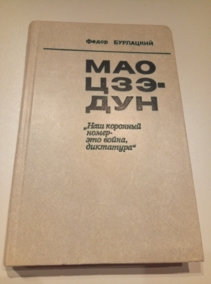 Федор БУРЛАЦКИЙ
МАО
ЦЗЭ-
ДУН
„Наш коронный
номер-
это война,
диктатура“